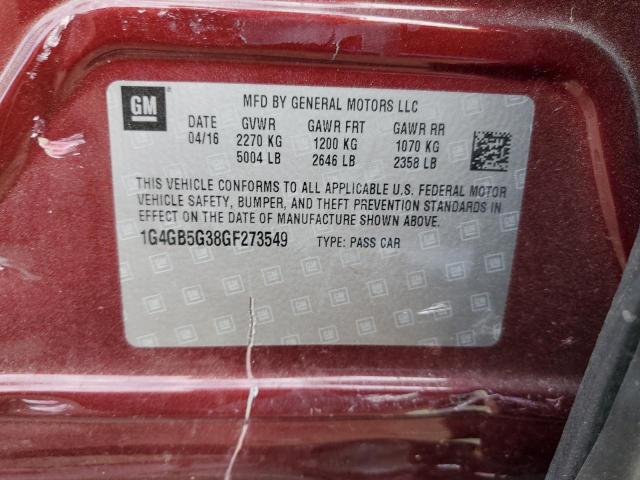 GM
MFD BY GENERAL MOTORS LLC
DATE GVWR GAWR FRT GAWR RR
04/16 2270 KG 1200 KG 1070 KG
5004 LB 2646 LB 2358 LB
THIS VEHICLE CONFORMS TO ALL APPLICABLE U.S. FEDERAL MOTOR
VEHICLE SAFETY, BUMPER, AND THEFT PREVENTION STANDARDS IN
EFFECT ON THE DATE OF MANUFACTURE SHOWN ABOVE.
1G4GB5G38GF273549 TYPE: PASS CAR